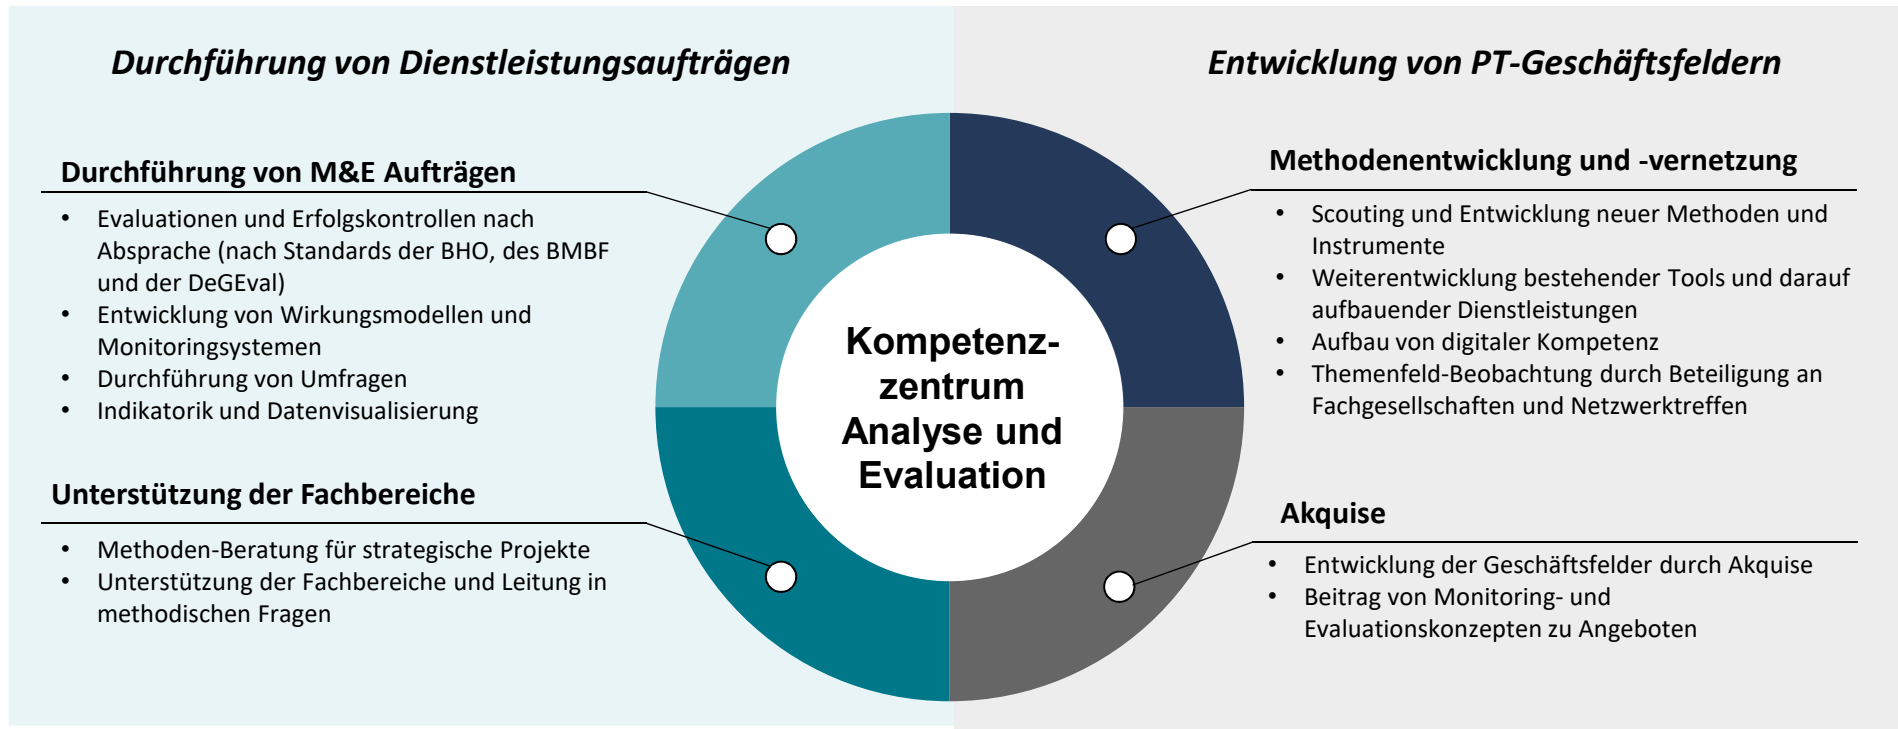 Durchführung von Dienstleistungsaufträgen
Durchführung von M&E Aufträgen
• Evaluationen und Erfolgskontrollen nach
Absprache (nach Standards der BHO, des BMBF
und der DeGEval)
• Entwicklung von Wirkungsmodellen und
Monitoringsystemen
• Durchführung von Umfragen
• Indikatorik und Datenvisualisierung
Unterstützung der Fachbereiche
• Methoden-Beratung für strategische Projekte
• Unterstützung der Fachbereiche und Leitung in
methodischen Fragen
Kompetenz-
zentrum
Analyse und
Evaluation
Entwicklung von PT-Geschäftsfeldern
Methodenentwicklung und -vernetzung
• Scouting und Entwicklung neuer Methoden und
Instrumente
• Weiterentwicklung bestehender Tools und darauf
aufbauender Dienstleistungen
• Aufbau von digitaler Kompetenz
• Themenfeld-Beobachtung durch Beteiligung an
Fachgesellschaften und Netzwerktreffen
Akquise
• Entwicklung der Geschäftsfelder durch Akquise
• Beitrag von Monitoring- und
Evaluationskonzepten zu Angeboten